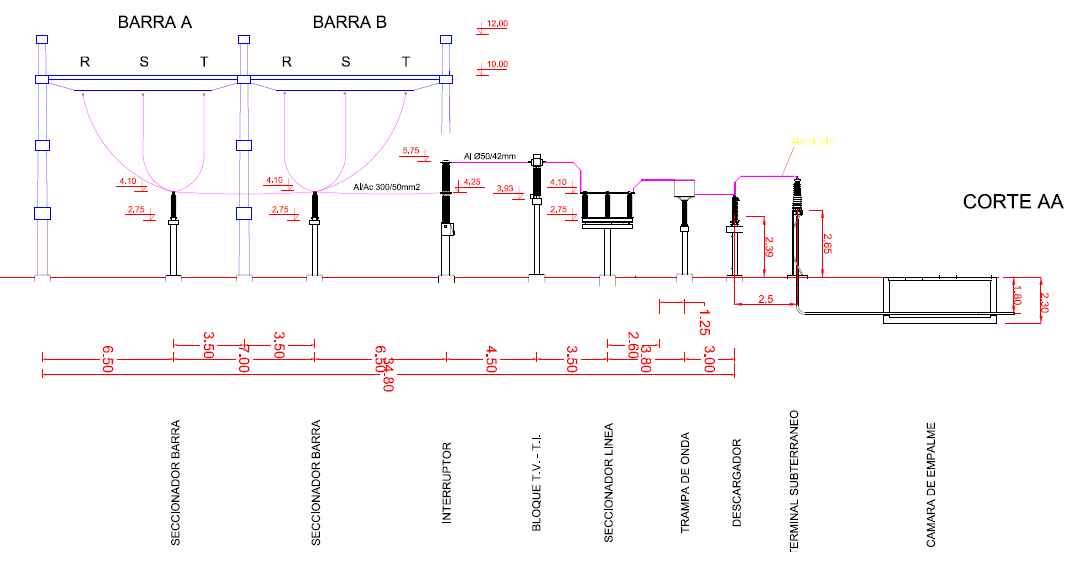 BARRA A
BARRA B
12.00
R
S
T
R
S
T
10.00
5,75
Al Ø50/42mm
4.10
4.10
Al/Ac 300/50mm2
4.25
3,93
4.10
2,75
2,75
2,75
CORTE AA
2,39
2,65
2.5
1.80
2.30
1.25
3.50
3.50
2.60
6.50
7.00
6.50
4.50
3.50
3.80
3.00
34.80
SECCIONADOR BARRA
SECCIONADOR BARRA
INTERRUPTOR
BLOQUE T.V. - T.I.
SECCIONADOR LINEA
TRAMPA DE ONDA
DESCARGADOR
TERMINAL SUBTERRANEO
CAMARA DE EMPALME